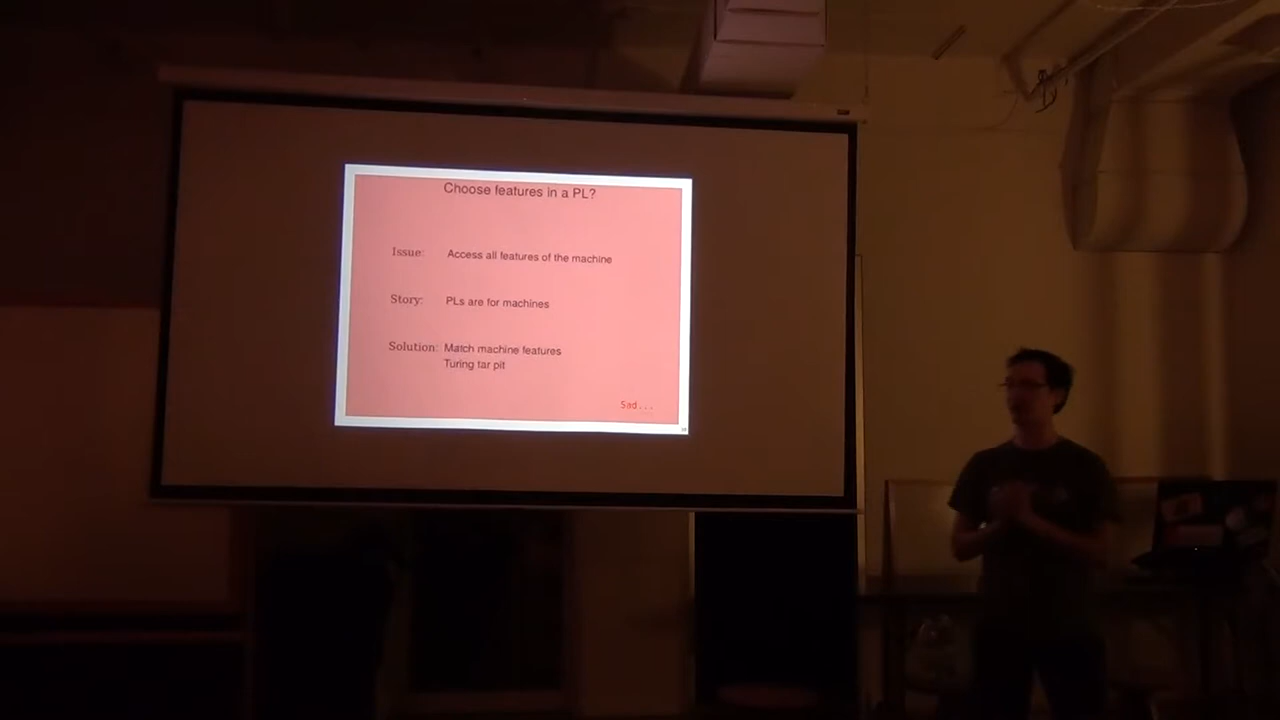 Choose features in a PL?
Issue: Access all features of the machine
Story: PLs are for machines
Solution: Match machine features
Turing tar pit
Sad...